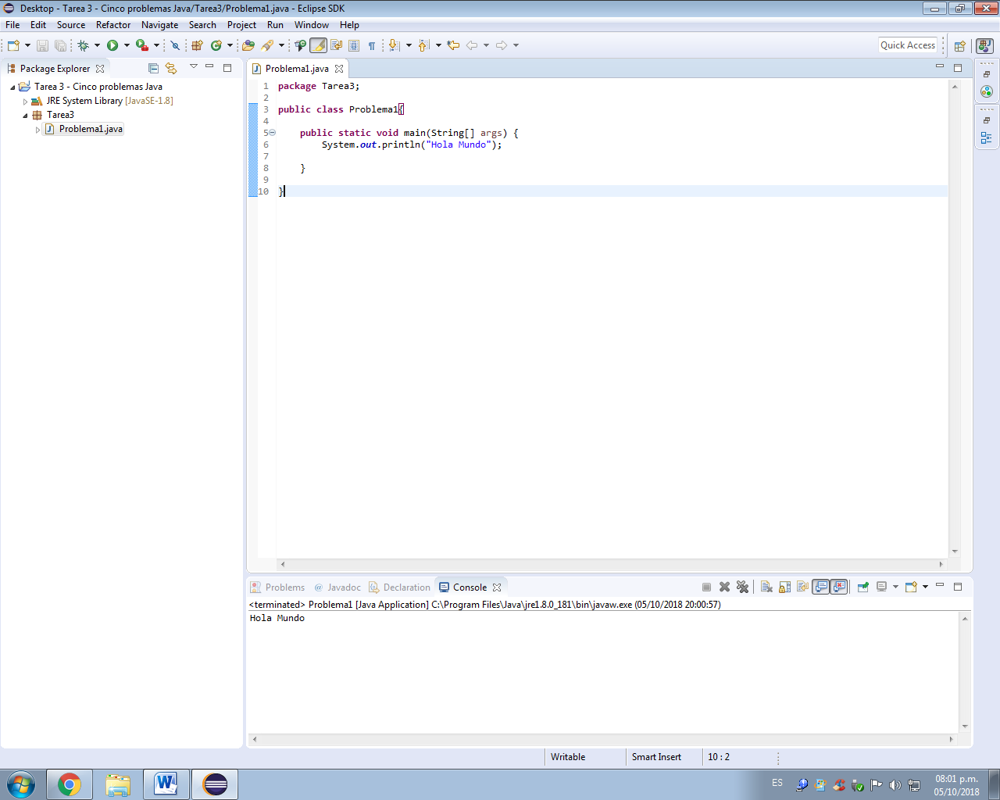 Desktop - Tarea 3 - Cinco problemas Java/Tarea3/Problema1.java - Eclipse SDK
File Edit Source Refactor Navigate Search Project Run Window Help
Quick Access
Package Explorer
Tarea 3 - Cinco problemas Java
JRE System Library [JavaSE-1.8]
Tarea3
Problema1.java
Problema1.java
1 package Tarea3;
2
3 public class Problema1{
4
5 public static void main(String[] args) {
6 System.out.println("Hola Mundo");
7
8 }
9
10 }
Problems @ Javadoc Declaration Console
<terminated> Problema1 [Java Application] C:\Program Files\Java\jre1.8.0_181\bin\javaw.exe (05/10/2018 20:00:57)
Hola Mundo
Writable Smart Insert 10 : 2
ES
08:01 p.m.
05/10/2018